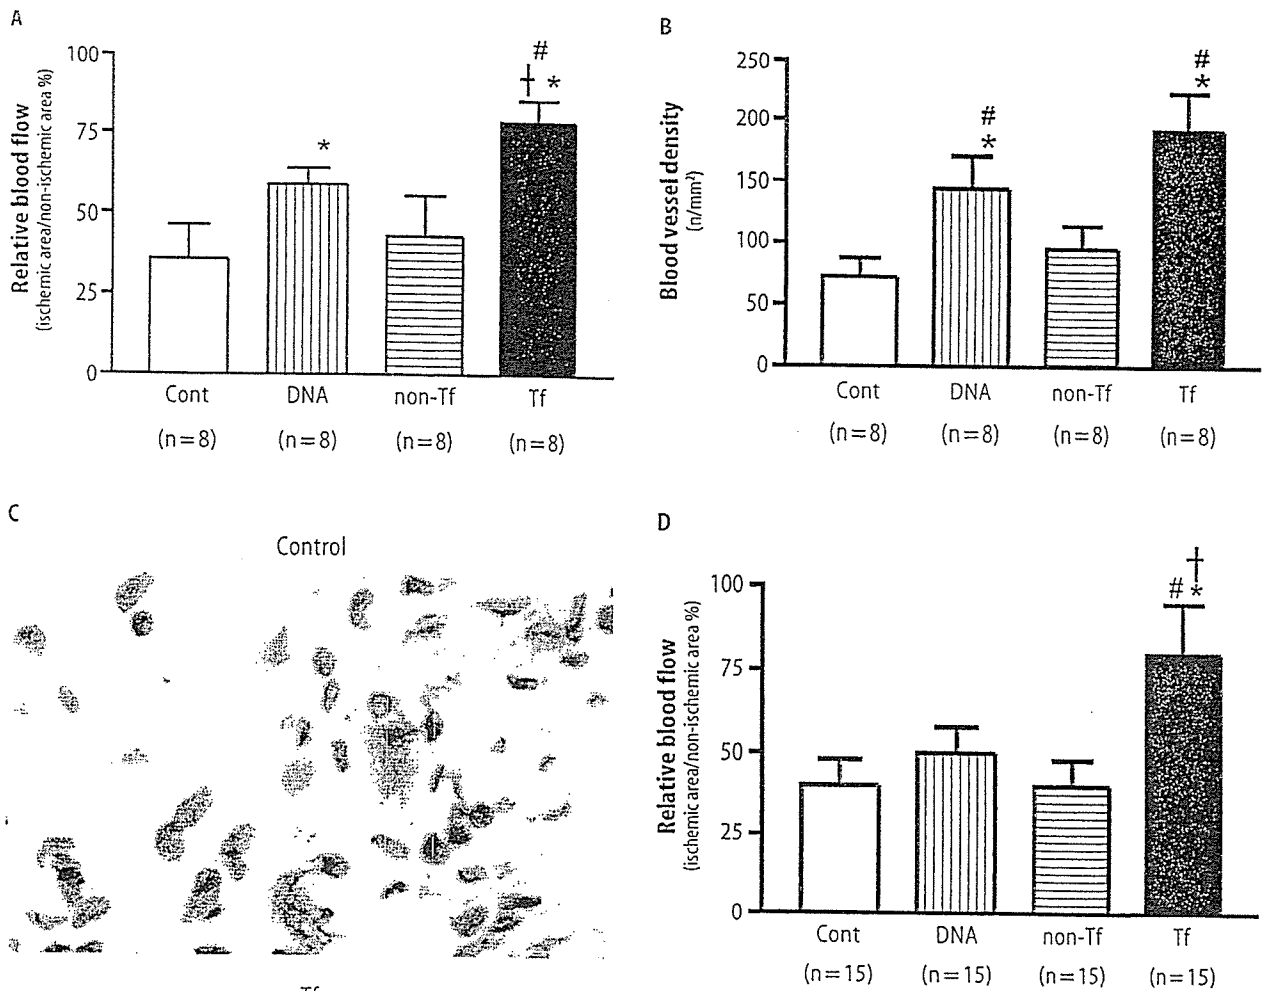 A
Relative blood flow
(ischemic area/non-ischemic area %)
100
75
50
25
0
*
#
† *
Cont
DNA
non-Tf
Tf
(n=8)
(n=8)
(n=8)
(n=8)
B
Blood vessel density
(n/mm²)
250
200
150
100
50
0
#
*
#
*
Cont
DNA
non-Tf
Tf
(n=8)
(n=8)
(n=8)
(n=8)
C
Control
D
Relative blood flow
(ischemic area/non-ischemic area %)
100
75
50
25
0
†
# *
Cont
DNA
non-Tf
Tf
(n=15)
(n=15)
(n=15)
(n=15)